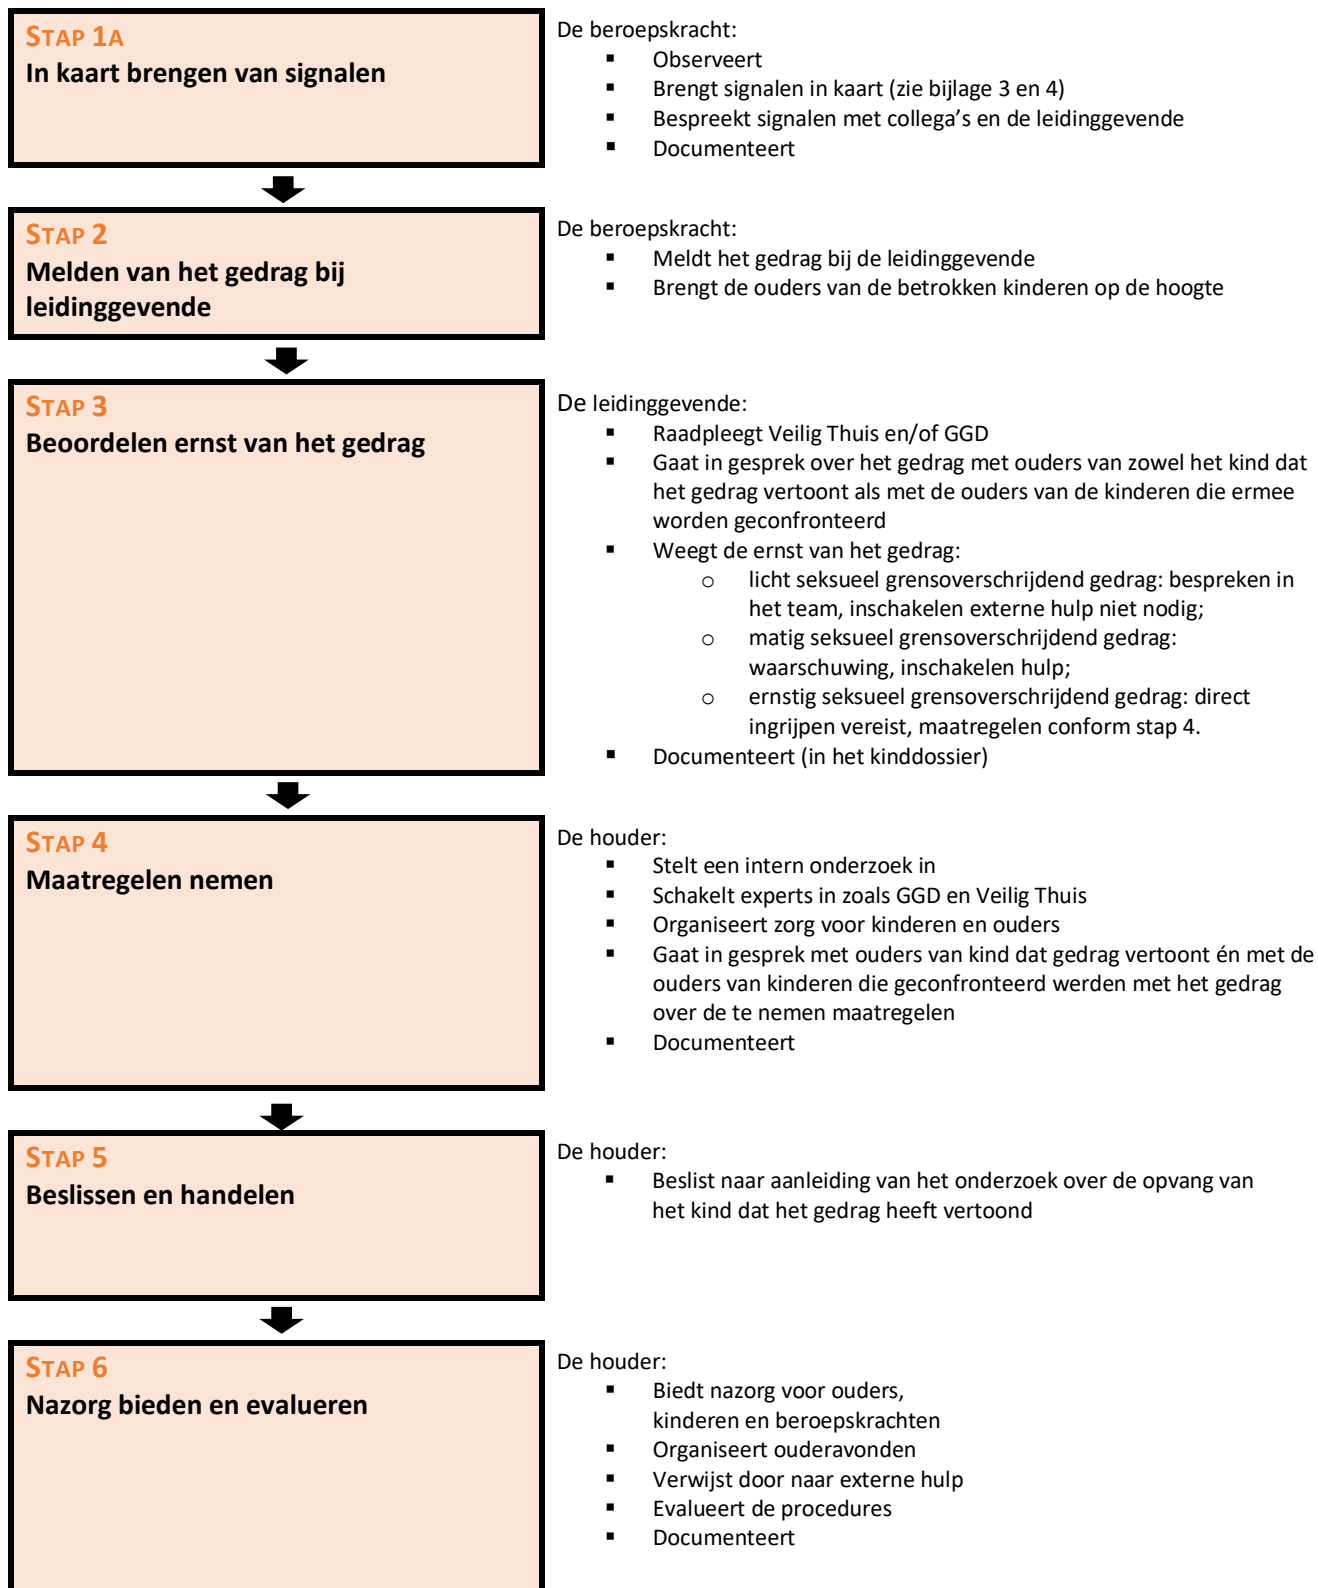 STAP 1A
In kaart brengen van signalen
De beroepskracht:
▪ Observeert
▪ Brengt signalen in kaart (zie bijlage 3 en 4)
▪ Bespreekt signalen met collega’s en de leidinggevende
▪ Documenteert
STAP 2
Melden van het gedrag bij
leidinggevende
De beroepskracht:
▪ Meldt het gedrag bij de leidinggevende
▪ Brengt de ouders van de betrokken kinderen op de hoogte
STAP 3
Beoordelen ernst van het gedrag
De leidinggevende:
▪ Raadpleegt Veilig Thuis en/of GGD
▪ Gaat in gesprek over het gedrag met ouders van zowel het kind dat
het gedrag vertoont als met de ouders van de kinderen die ermee
worden geconfronteerd
▪ Weegt de ernst van het gedrag:
o licht seksueel grensoverschrijdend gedrag: bespreken in
het team, inschakelen externe hulp niet nodig;
o matig seksueel grensoverschrijdend gedrag:
waarschuwing, inschakelen hulp;
o ernstig seksueel grensoverschrijdend gedrag: direct
ingrijpen vereist, maatregelen conform stap 4.
▪ Documenteert (in het kinddossier)
STAP 4
Maatregelen nemen
De houder:
▪ Stelt een intern onderzoek in
▪ Schakelt experts in zoals GGD en Veilig Thuis
▪ Organiseert zorg voor kinderen en ouders
▪ Gaat in gesprek met ouders van kind dat gedrag vertoont én met de
ouders van kinderen die geconfronteerd werden met het gedrag
over de te nemen maatregelen
▪ Documenteert
STAP 5
Beslissen en handelen
De houder:
▪ Beslist naar aanleiding van het onderzoek over de opvang van
het kind dat het gedrag heeft vertoond
STAP 6
Nazorg bieden en evalueren
De houder:
▪ Biedt nazorg voor ouders,
kinderen en beroepskrachten
▪ Organiseert ouderavonden
▪ Verwijst door naar externe hulp
▪ Evalueert de procedures
▪ Documenteert